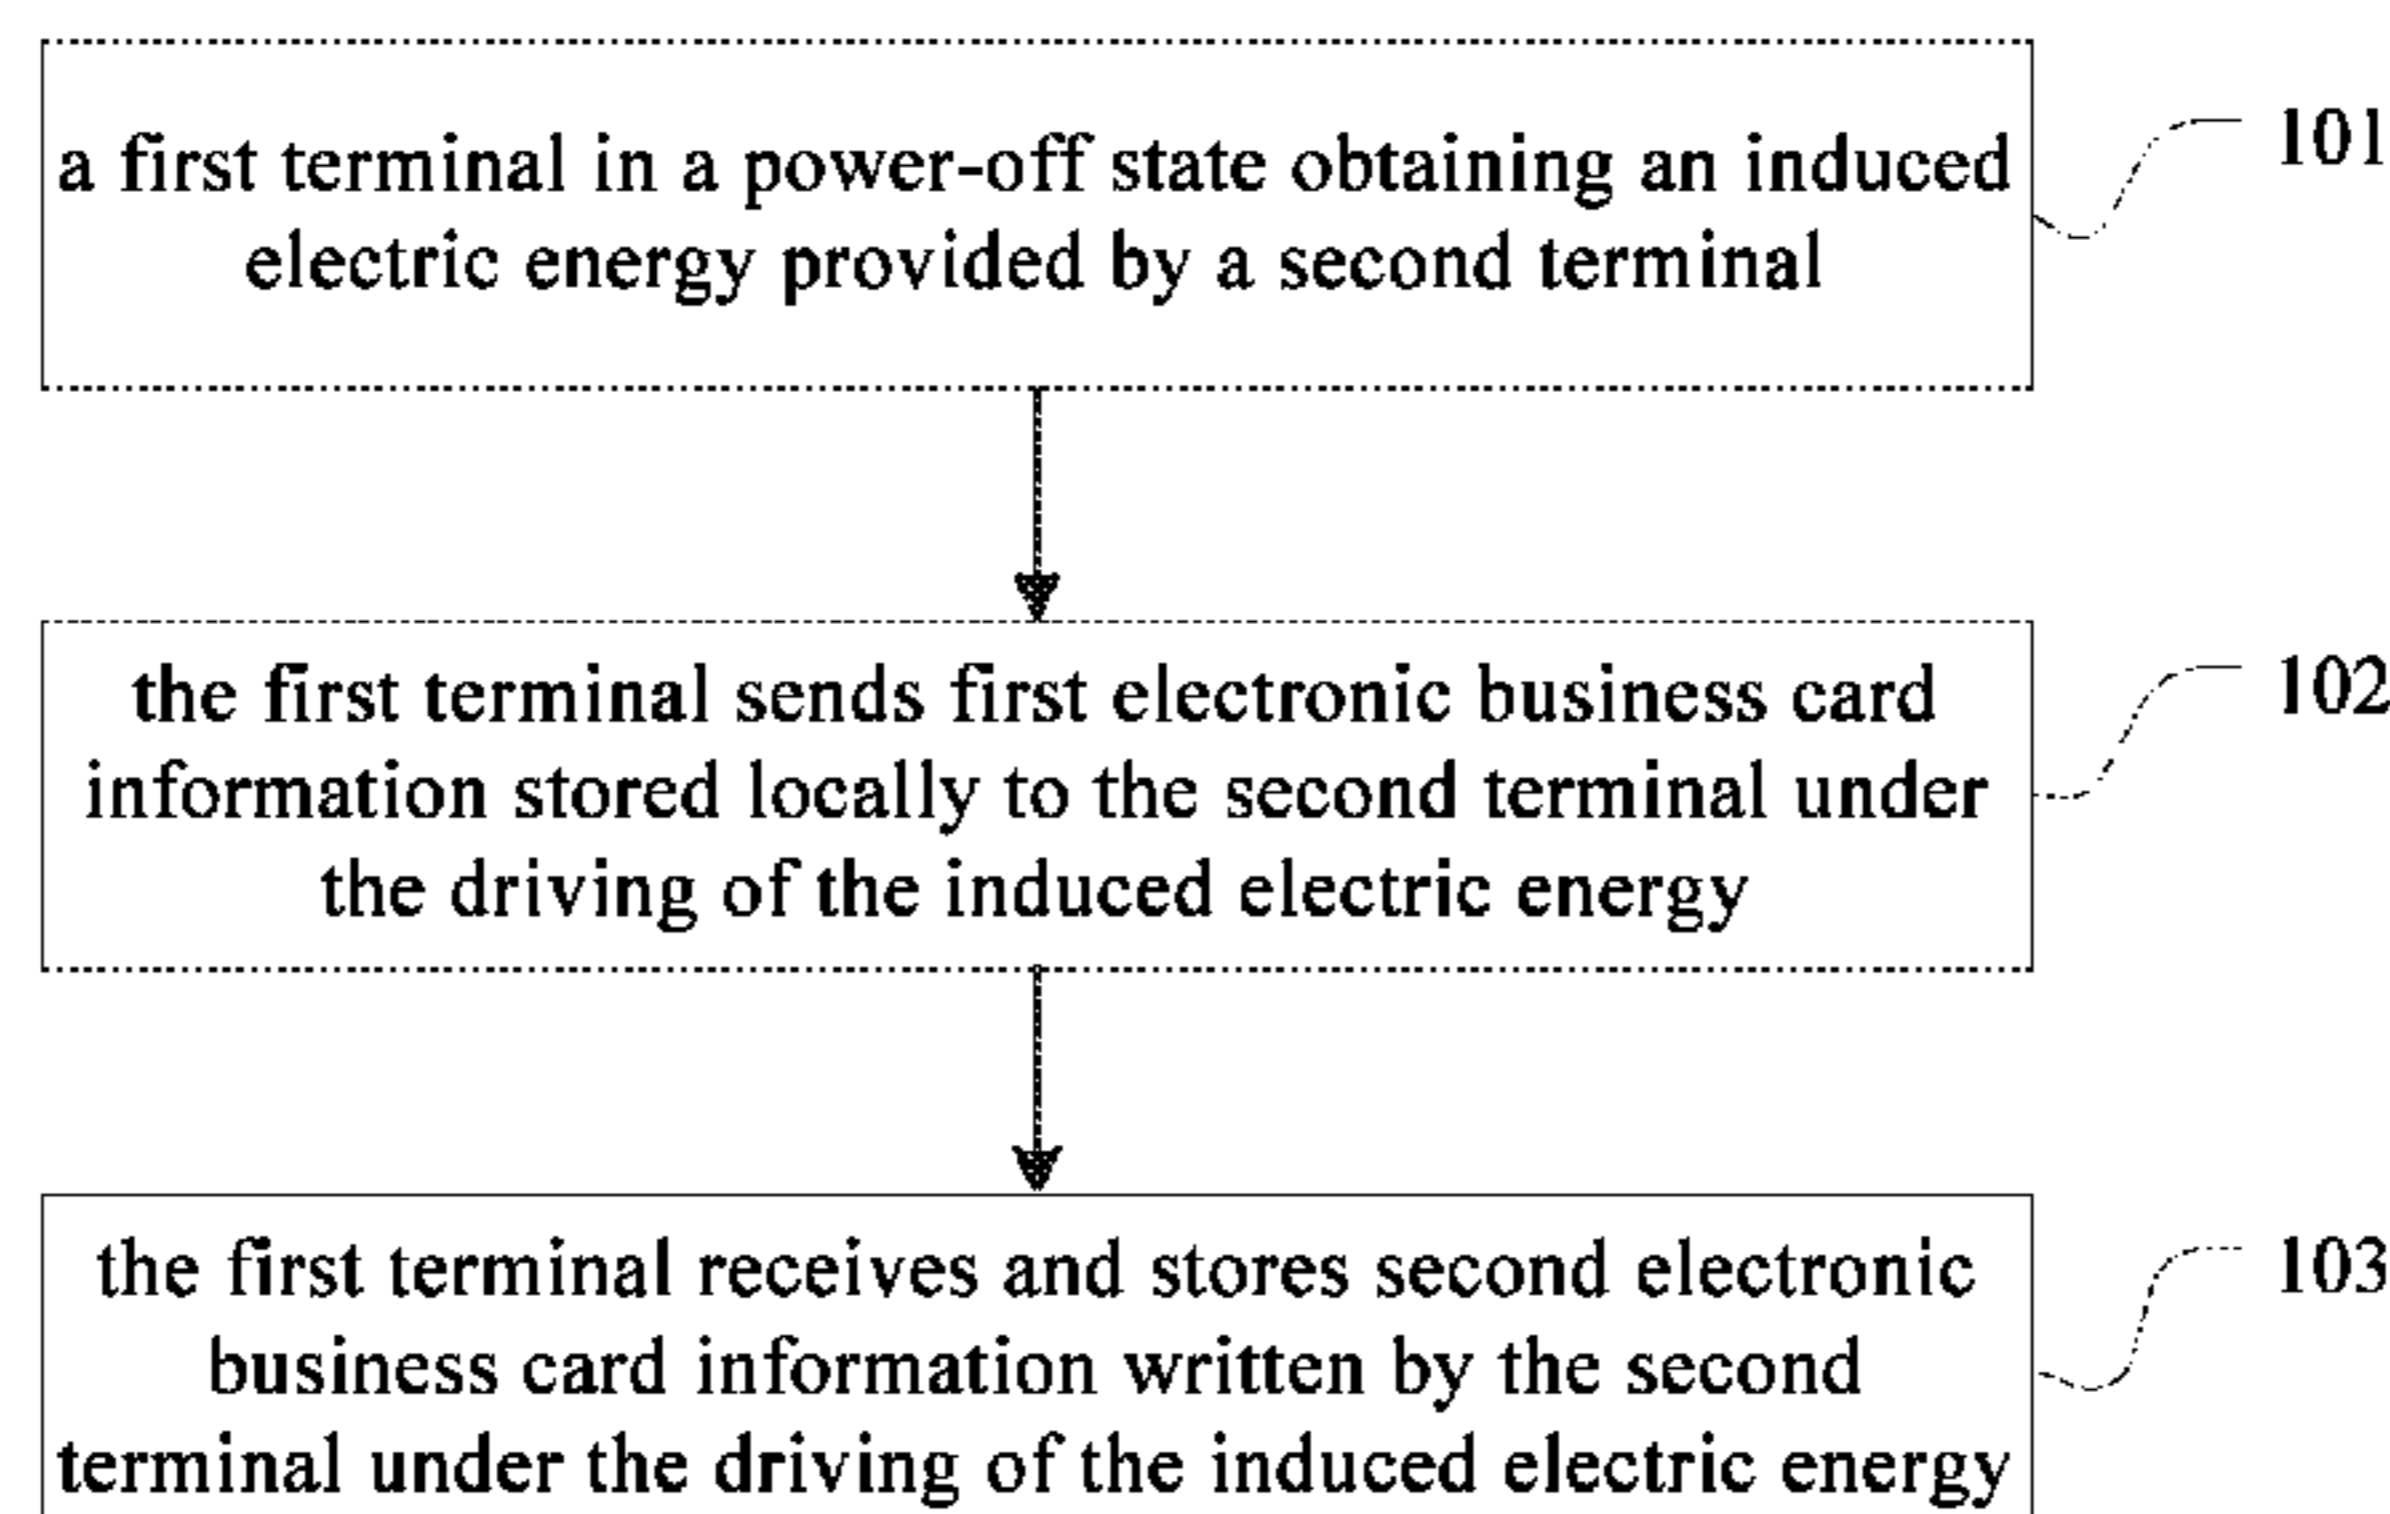 a first terminal in a power-off state obtaining an induced
electric energy provided by a second terminal
101
the first terminal sends first electronic business card
information stored locally to the second terminal under
the driving of the induced electric energy
102
the first terminal receives and stores second electronic
business card information written by the second
terminal under the driving of the induced electric energy
103